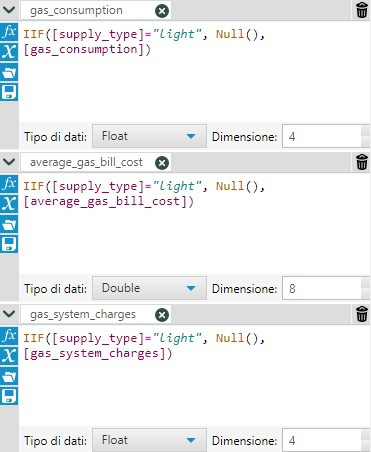 gas_consumption
IIF([supply_type]="light", Null(),
[gas_consumption])
Tipo di dati: Float Dimensione: 4
average_gas_bill_cost
IIF([supply_type]="light", Null(),
[average_gas_bill_cost])
Tipo di dati: Double Dimensione: 8
gas_system_charges
IIF([supply_type]="light", Null(),
[gas_system_charges])
Tipo di dati: Float Dimensione: 4